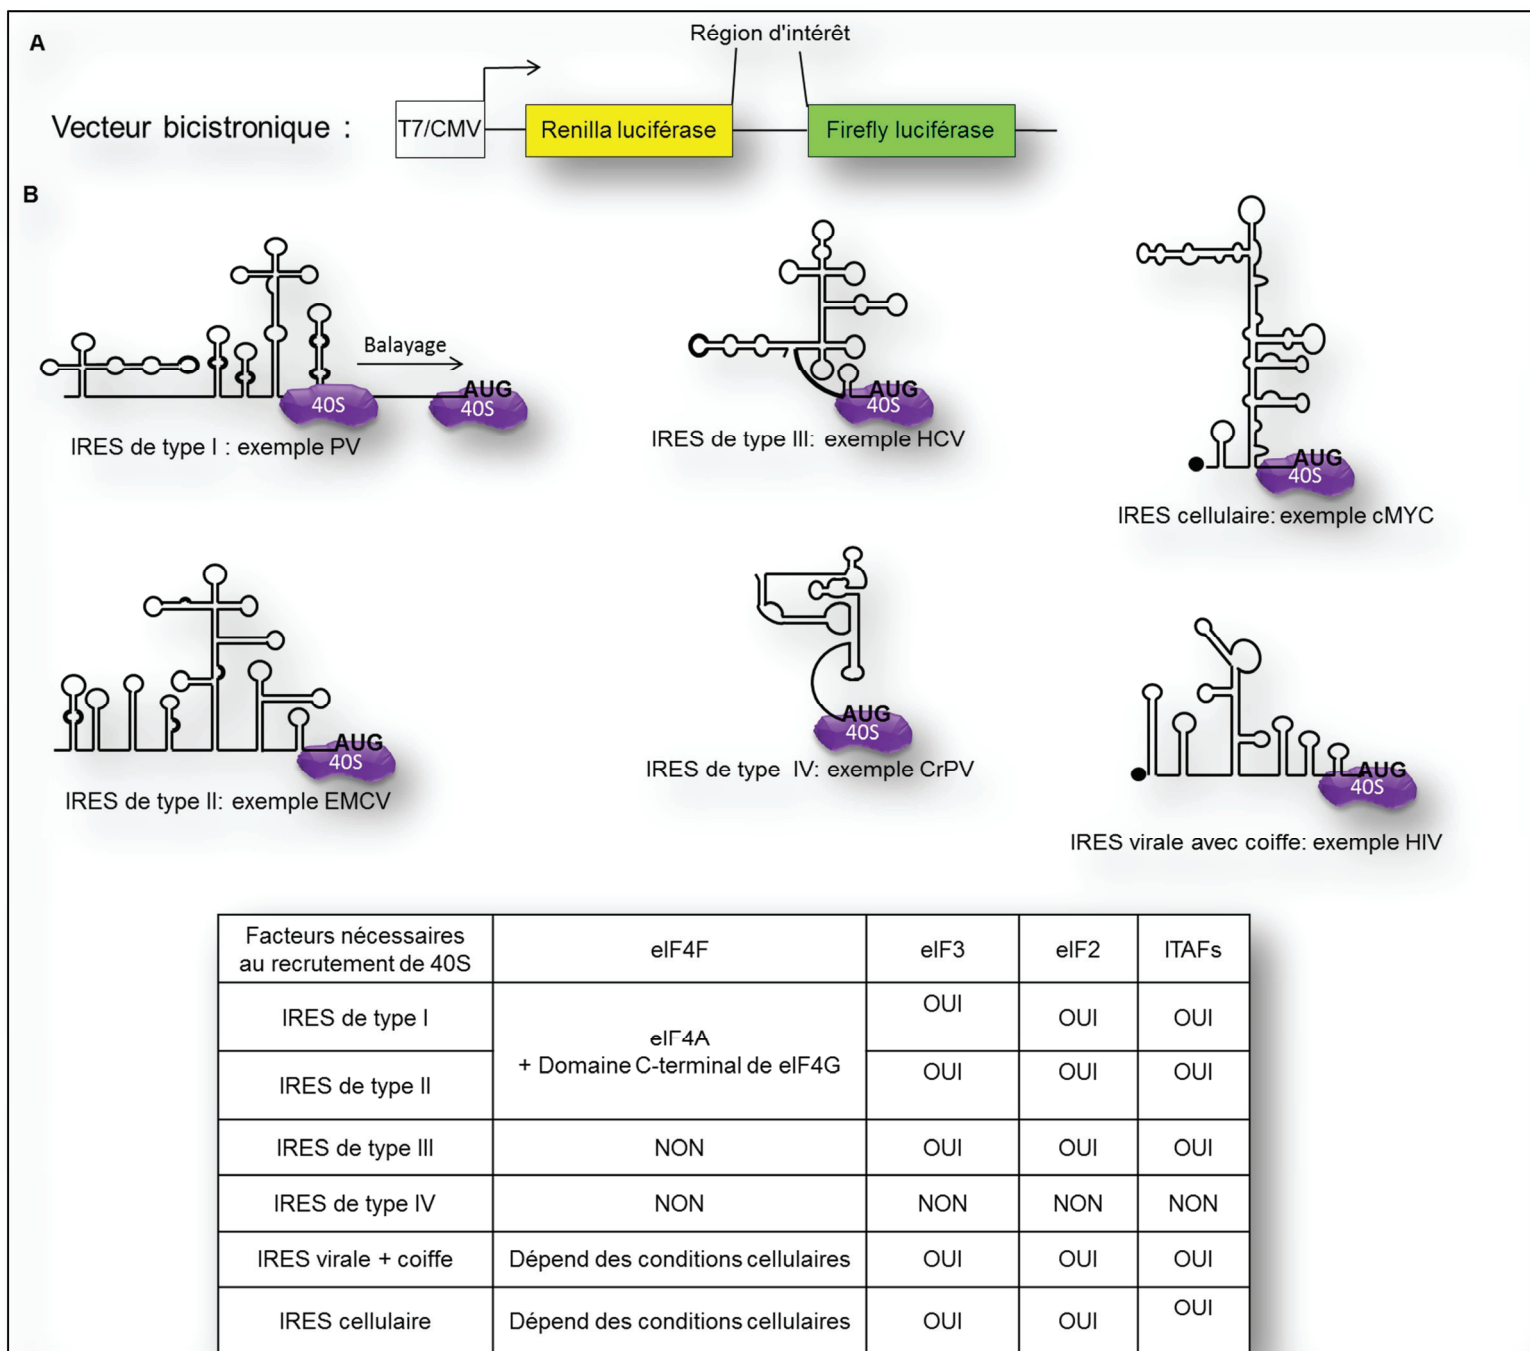 A
Région d'intérêt
Vecteur bicistronique :
T7/CMV
Renilla luciférase
Firefly luciférase
B
Balayage
40S
AUG
40S
IRES de type I : exemple PV
AUG
40S
IRES de type III: exemple HCV
AUG
40S
IRES cellulaire: exemple cMYC
AUG
40S
IRES de type II: exemple EMCV
AUG
40S
IRES de type IV: exemple CrPV
AUG
40S
IRES virale avec coiffe: exemple HIV
Facteurs nécessaires
au recrutement de 40S
eIF4F
eIF3
eIF2
ITAFs
IRES de type I
eIF4A
+ Domaine C-terminal de eIF4G
OUI
OUI
OUI
IRES de type II
OUI
OUI
OUI
IRES de type III
NON
OUI
OUI
OUI
IRES de type IV
NON
NON
NON
NON
IRES virale + coiffe
Dépend des conditions cellulaires
OUI
OUI
OUI
IRES cellulaire
Dépend des conditions cellulaires
OUI
OUI
OUI